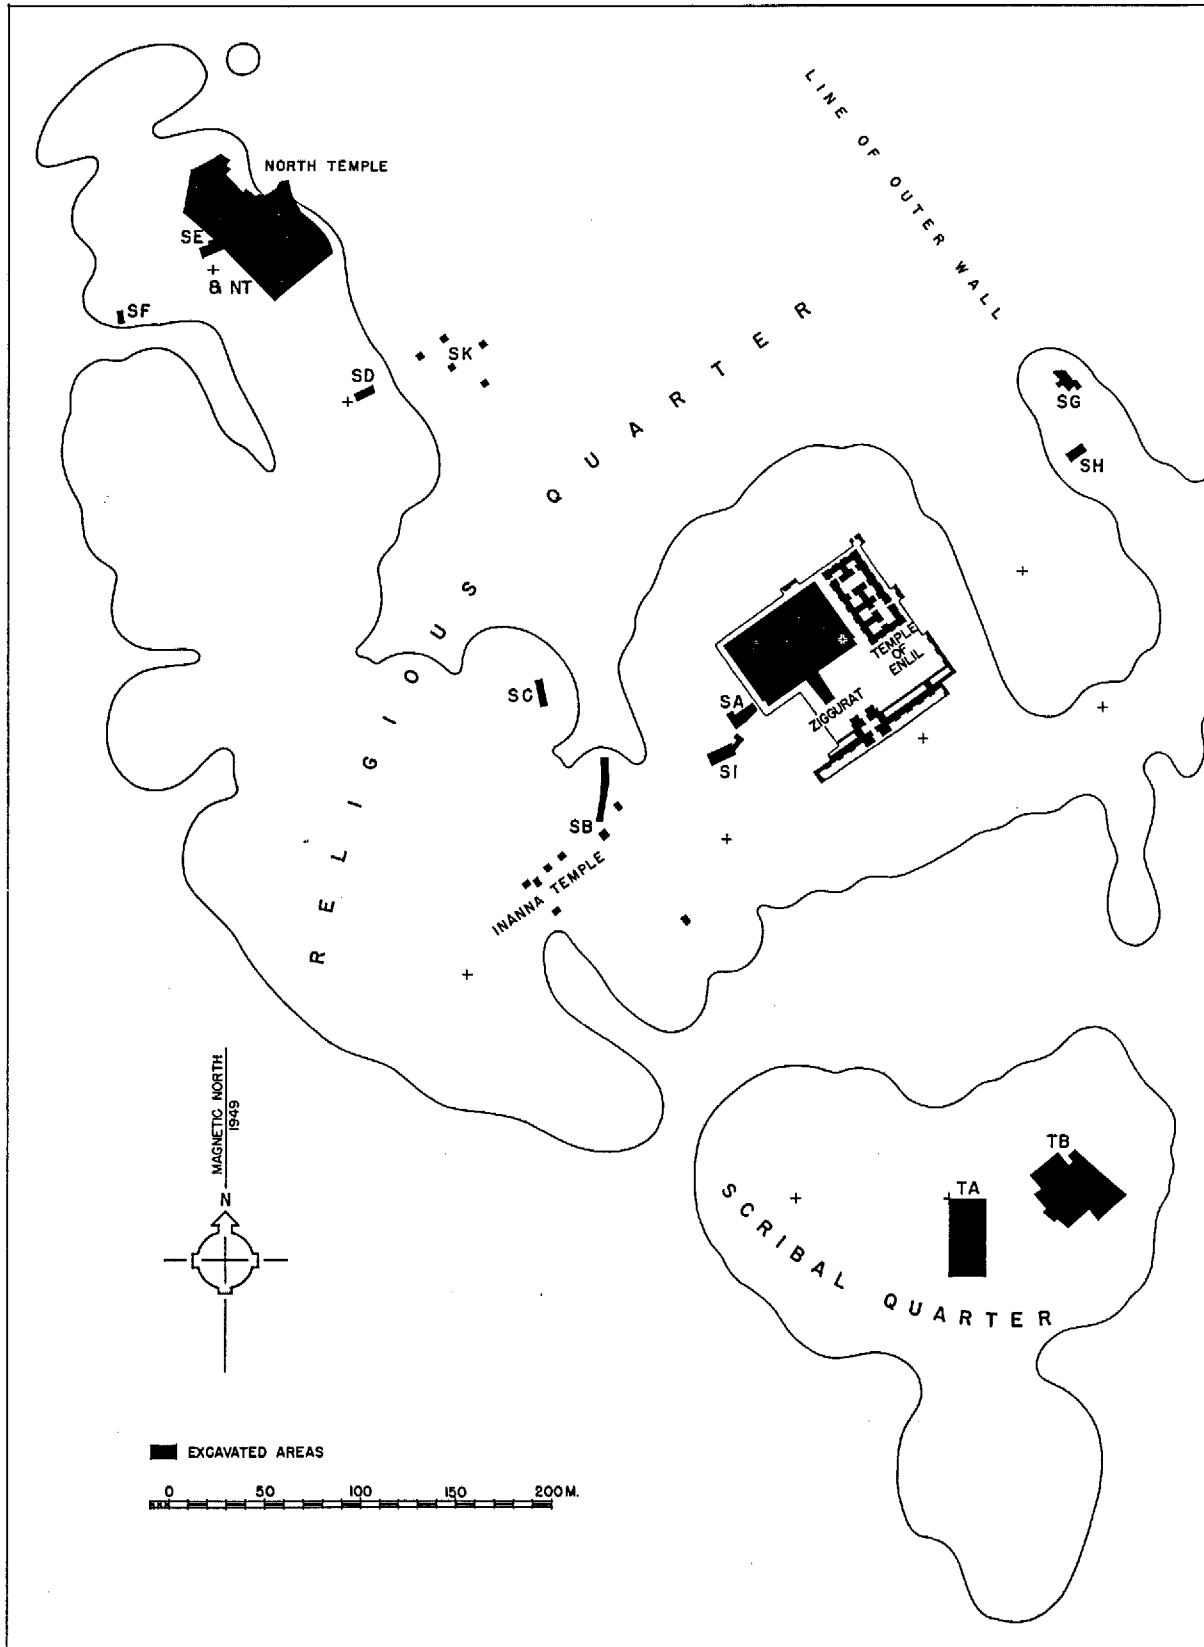 NORTH TEMPLE
LINE OF OUTER WALL
SE
& NT
SF
SK
SD
RELIGIOUS QUARTER
SG
SH
TEMPLE
OF
ENLIL
ZIGGURAT
SA
SI
SC
SB
INANNA TEMPLE
MAGNETIC NORTH
1949
N
TB
TA
SCRIBAL QUARTER
EXCAVATED AREAS
0 50 100 150 200 M.